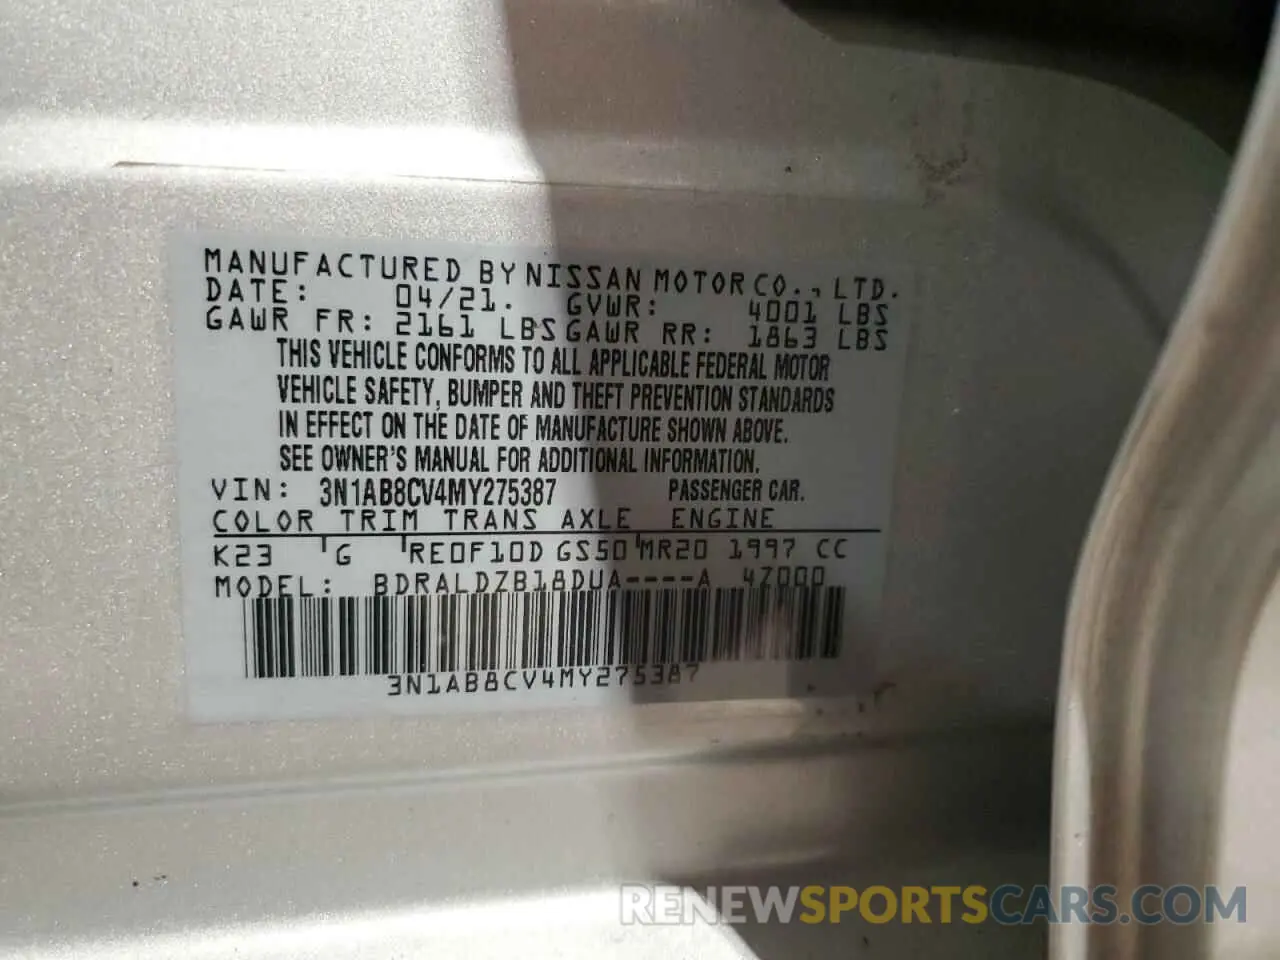 MANUFACTURED BY NISSAN MOTOR CO., LTD.
DATE: 04/21. GVWR: 4001 LBS
GAWR FR: 2161 LBS GAWR RR: 1863 LBS
THIS VEHICLE CONFORMS TO ALL APPLICABLE FEDERAL MOTOR
VEHICLE SAFETY, BUMPER AND THEFT PREVENTION STANDARDS
IN EFFECT ON THE DATE OF MANUFACTURE SHOWN ABOVE.
SEE OWNER'S MANUAL FOR ADDITIONAL INFORMATION.
VIN: 3N1AB8CV4MY275387 PASSENGER CAR.
COLOR TRIM TRANS AXLE ENGINE
K23 G RE0F10D GS50 MR20 1997 CC
MODEL: BDRALDZB18DUA----A 4Z000
3N1AB8CV4MY275387
RENEWSPORTSCARS.COM